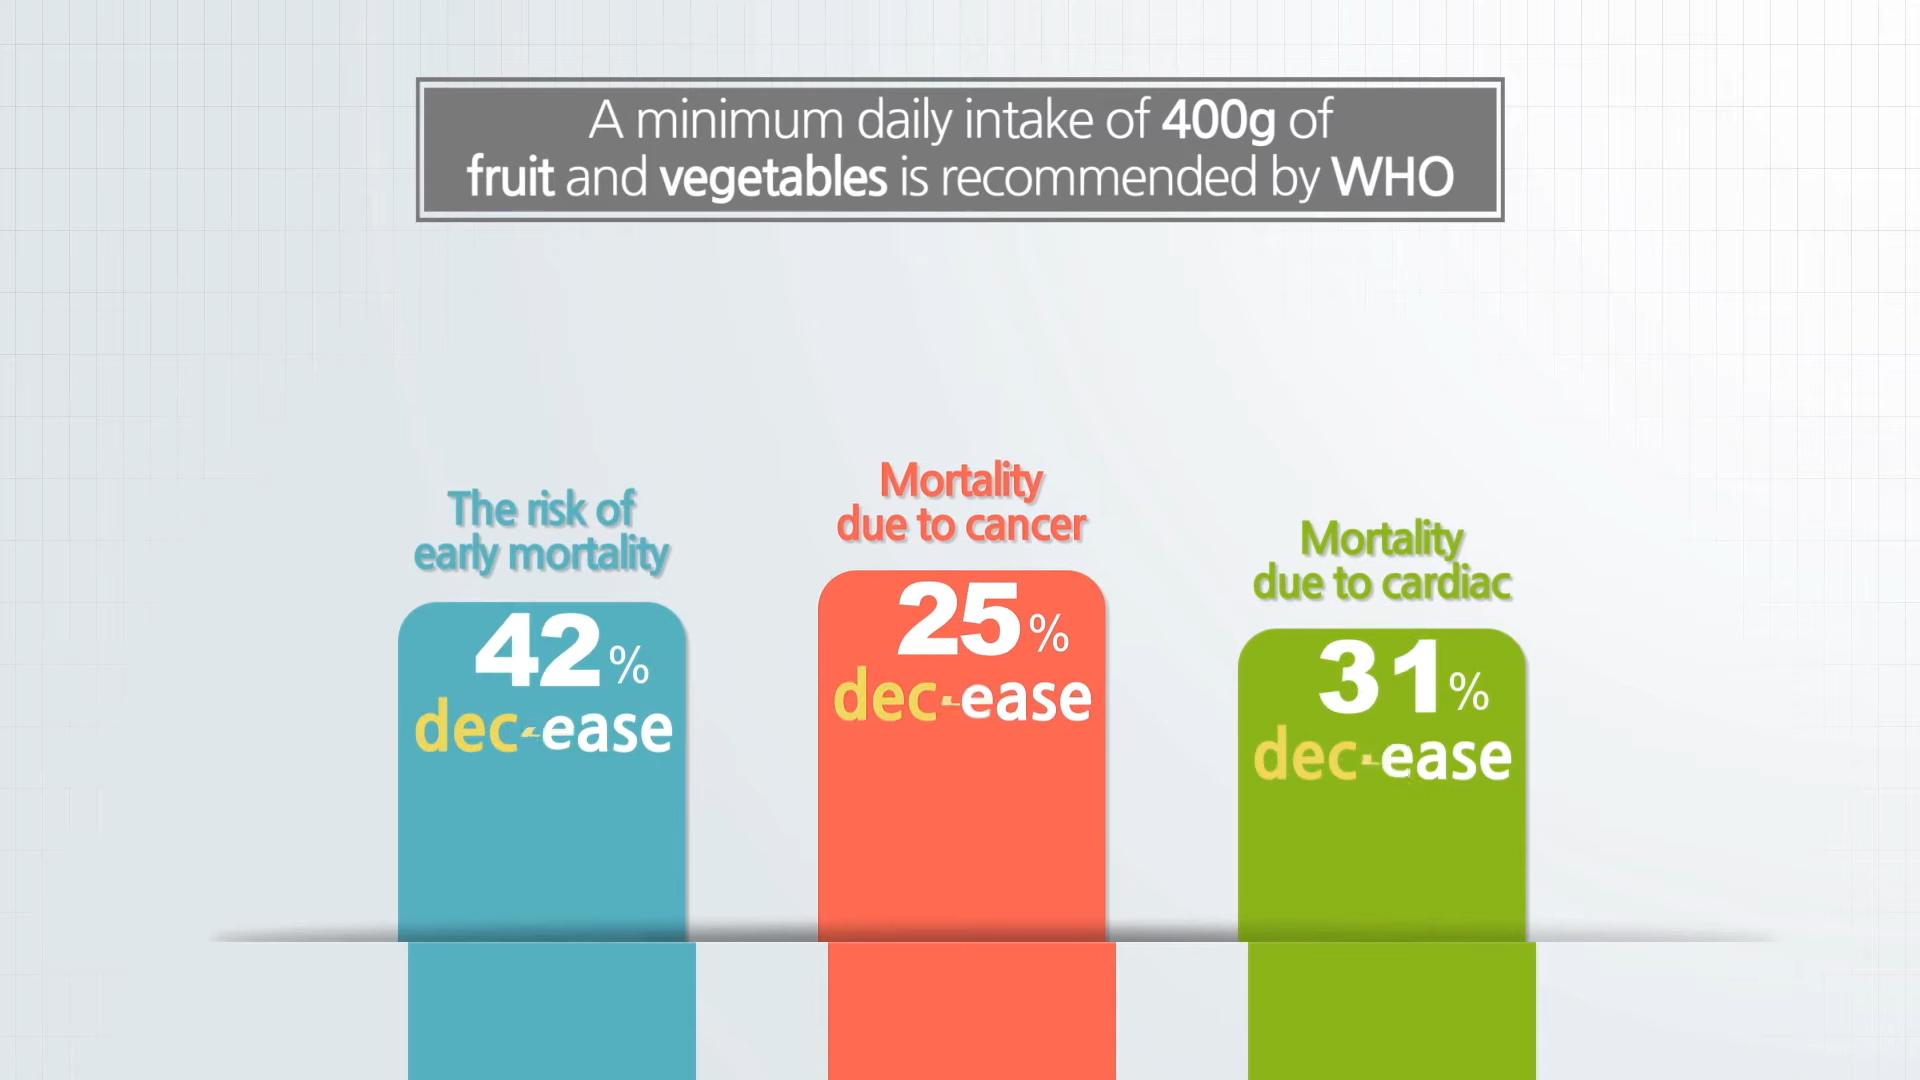 A minimum daily intake of 400g of
fruit and vegetables is recommended by WHO
The risk of
early mortality
42%
dec-ease
Mortality
due to cancer
25%
dec-ease
Mortality
due to cardiac
31%
dec-ease